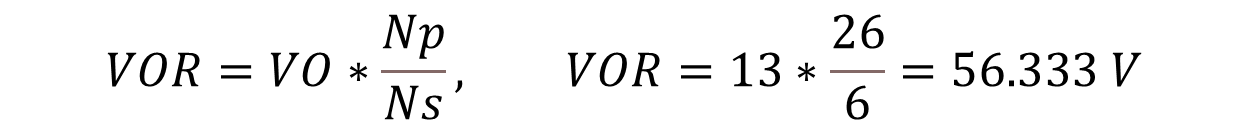 VOR = VO * Np/Ns, VOR = 13 * 26/6 = 56.333 V